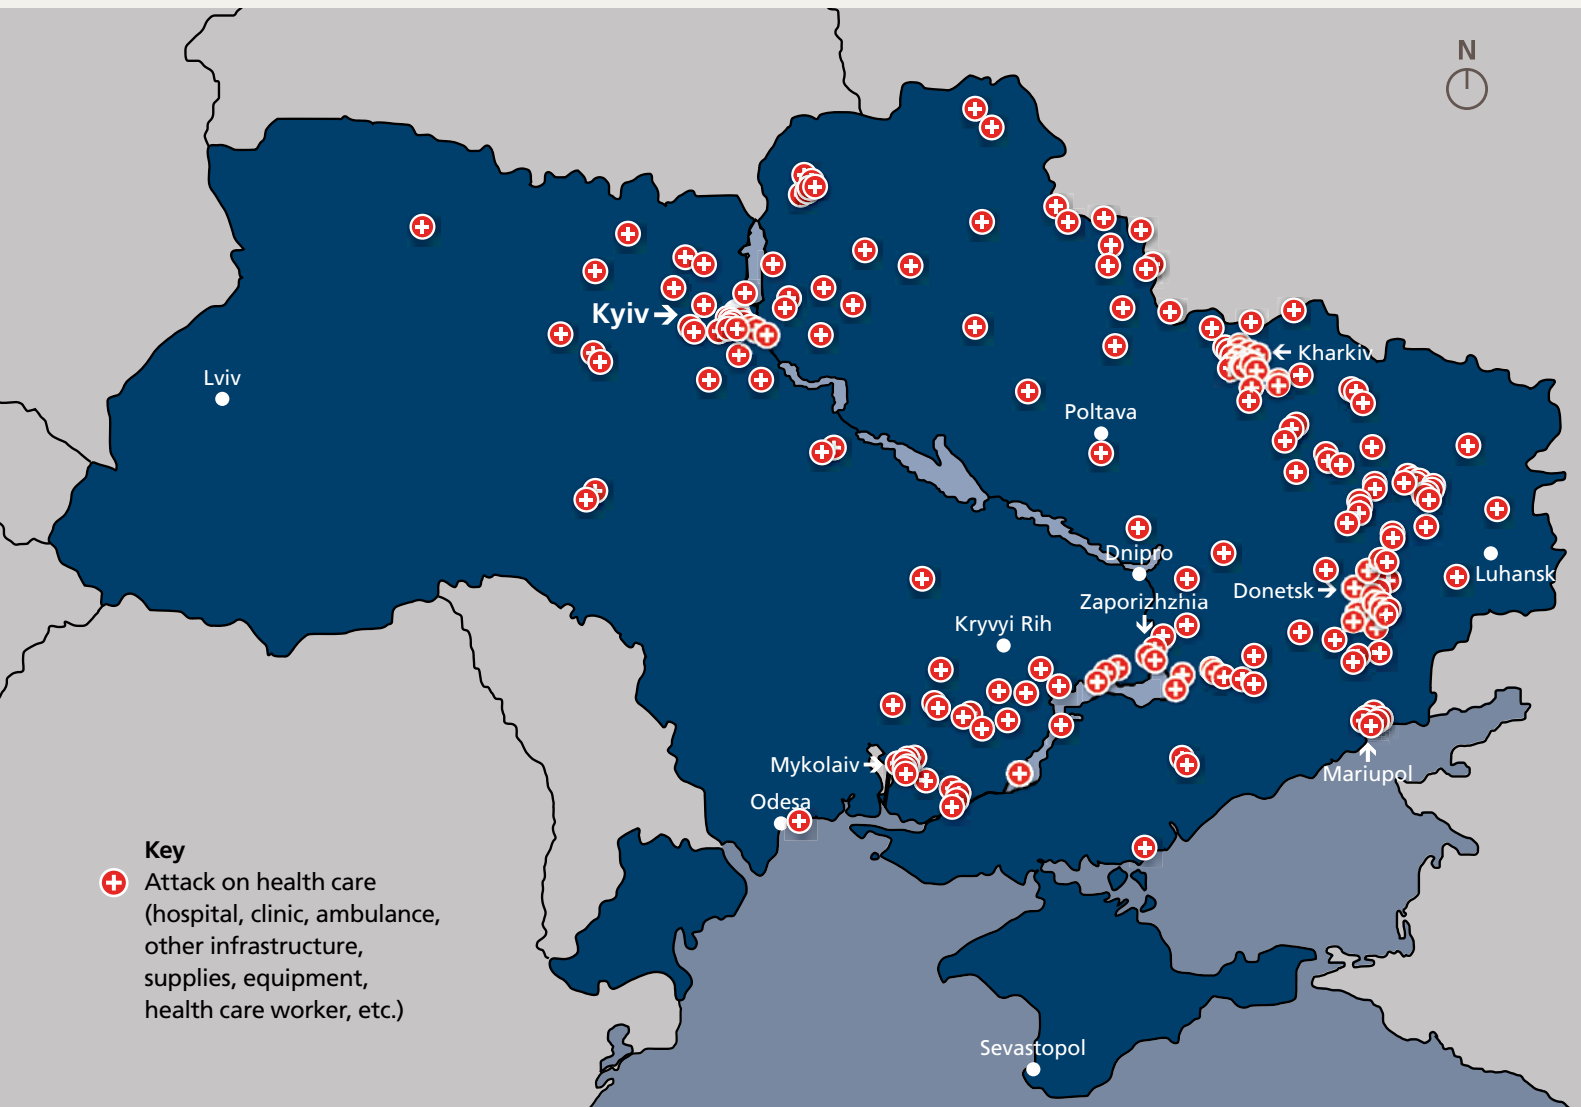 N
Kyiv
Kharkiv
Lviv
Poltava
Dnipro
Luhansk
Donetsk
Zaporizhzhia
Kryvyi Rih
Mykolaiv
Mariupol
Odesa
Key
Attack on health care
(hospital, clinic, ambulance,
other infrastructure,
supplies, equipment,
health care worker, etc.)
Sevastopol